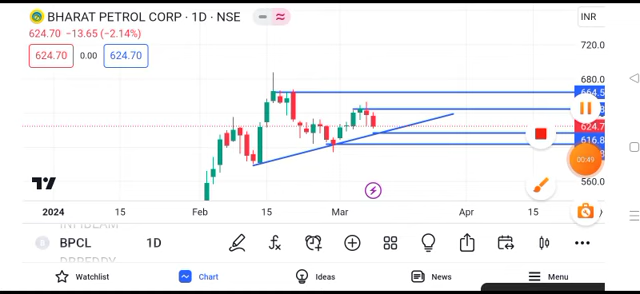 BHARAT PETROL CORP · 1D · NSE
INR
624.70 −13.65 (−2.14%)
624.70 0.00 624.70
720.0
680.0
664.5
624.7
616.8
560.0
00:49
2024 15 Feb 15 Mar Apr 15
BPCL 1D
Watchlist Chart Ideas News Menu